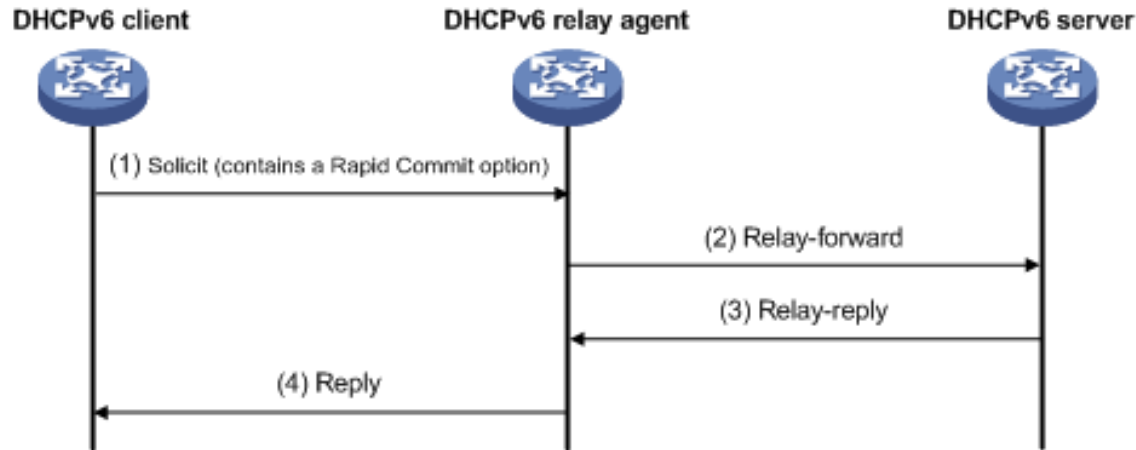 DHCPv6 client
DHCPv6 relay agent
DHCPv6 server
(1) Solicit (contains a Rapid Commit option)
(2) Relay-forward
(3) Relay-reply
(4) Reply